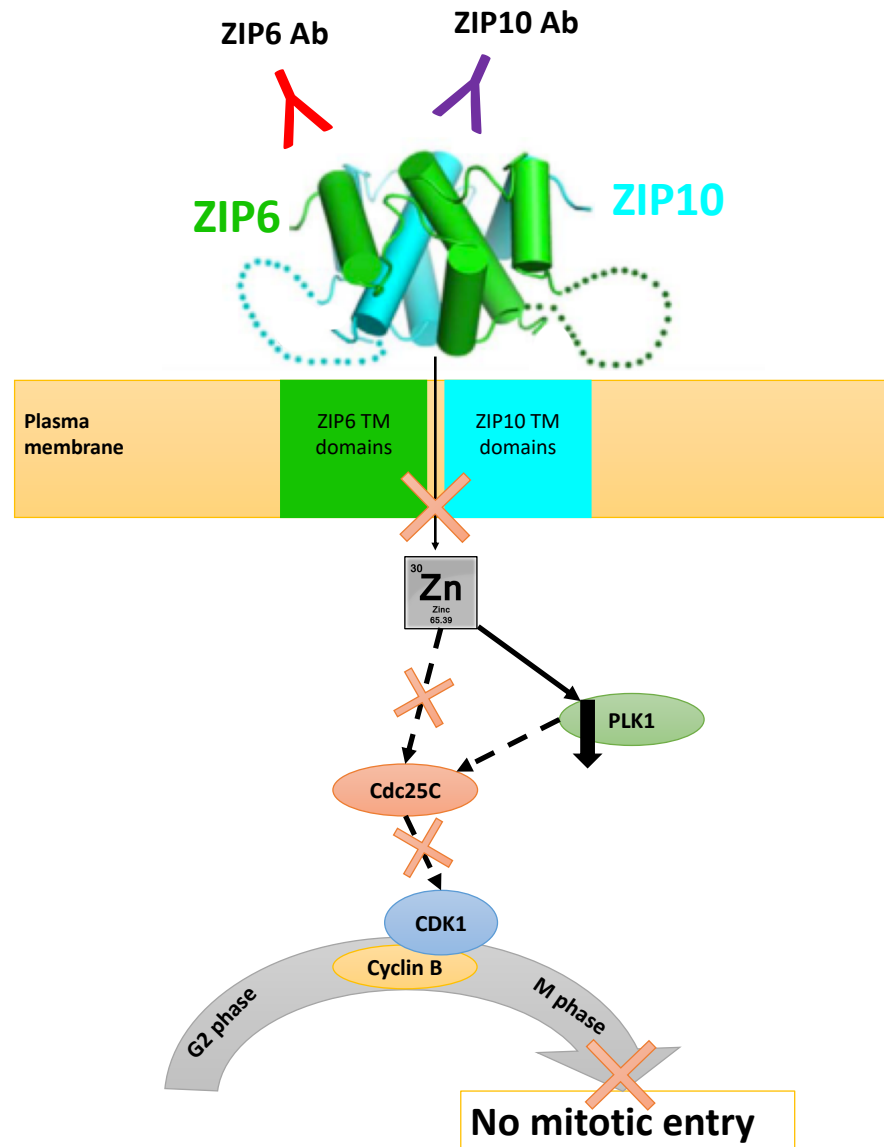 ZIP6 Ab
ZIP10 Ab
ZIP6
ZIP10
Plasma
membrane
ZIP6 TM
domains
ZIP10 TM
domains
30
Zn
Zinc
65.39
PLK1
Cdc25C
CDK1
Cyclin B
G2 phase
M phase
No mitotic entry